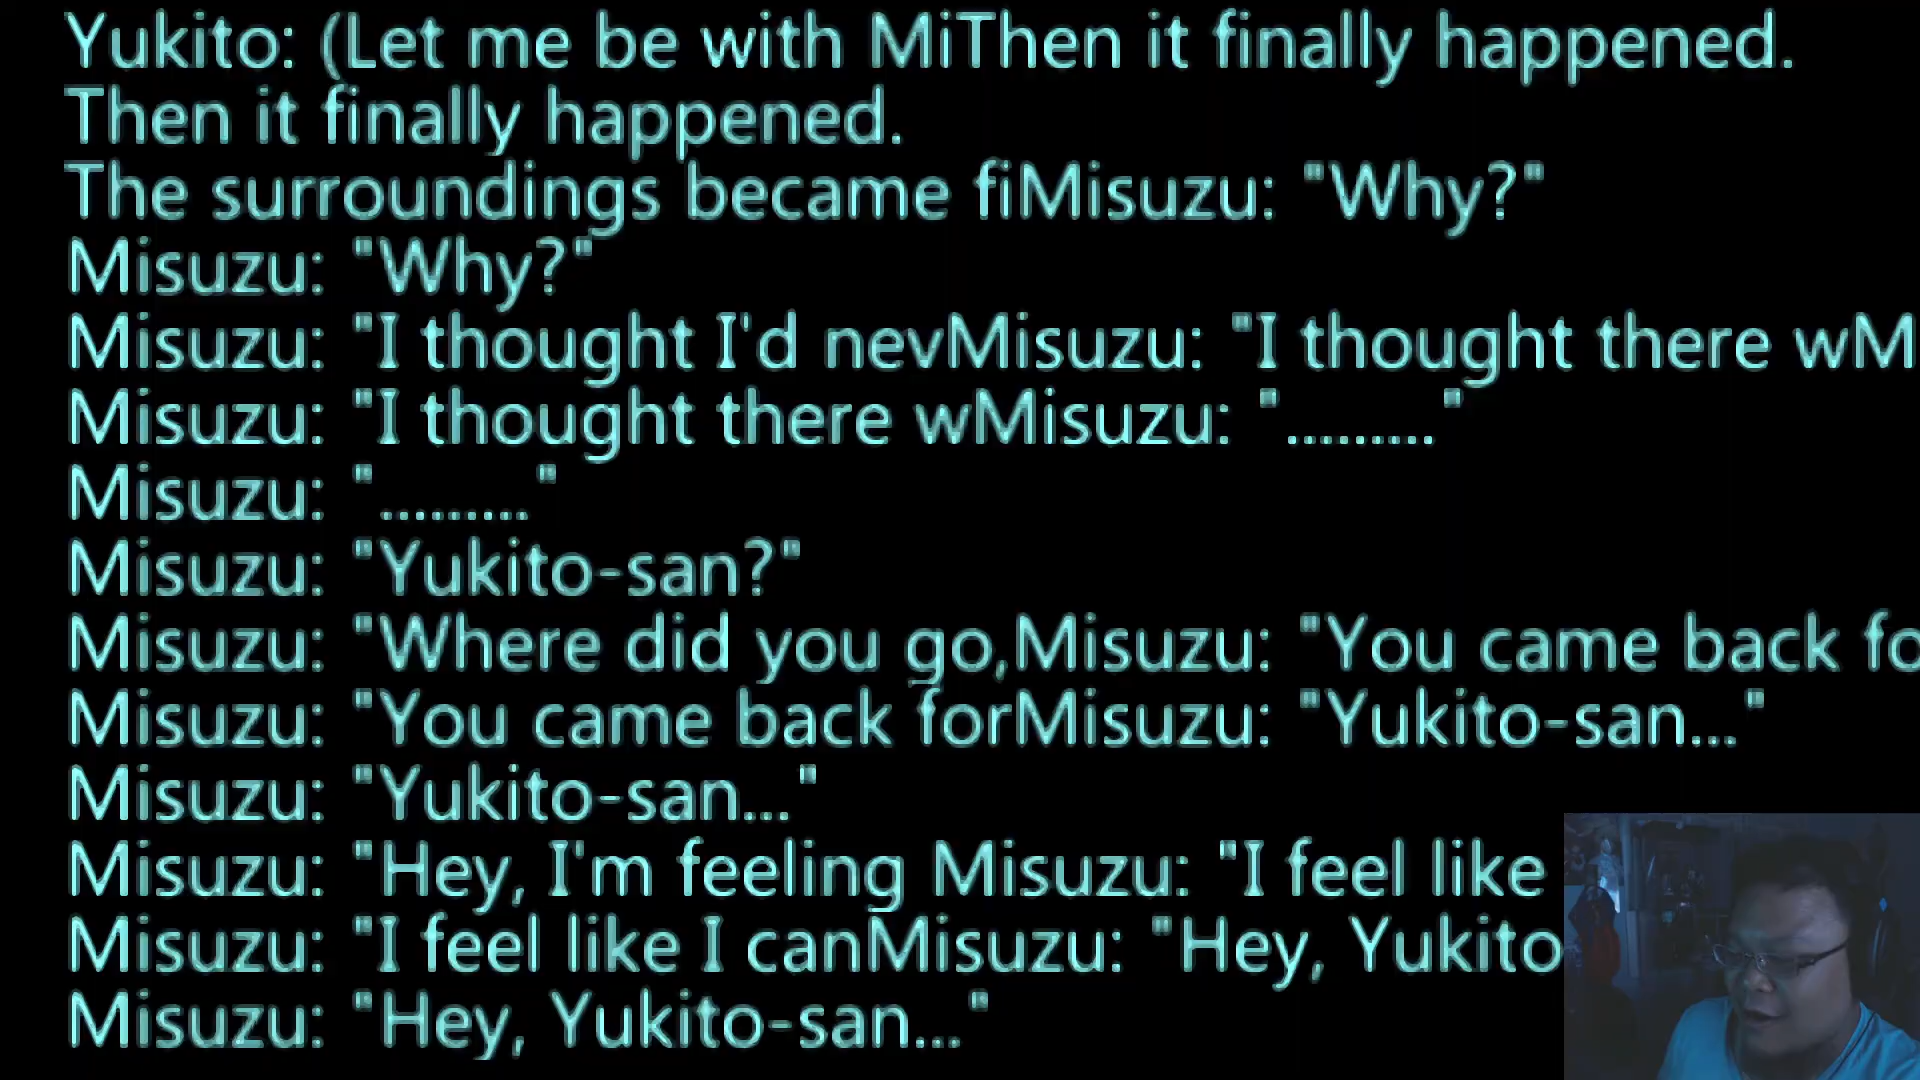 Yukito: (Let me be with MiThen it finally happened.
Then it finally happened.
The surroundings became fiMisuzu: "Why?"
Misuzu: "Why?"
Misuzu: "I thought I'd nevMisuzu: "I thought there wM
Misuzu: "I thought there wMisuzu: "………"
Misuzu: "………"
Misuzu: "Yukito-san?"
Misuzu: "Where did you go,Misuzu: "You came back fo
Misuzu: "You came back forMisuzu: "Yukito-san..."
Misuzu: "Yukito-san..."
Misuzu: "Hey, I'm feeling Misuzu: "I feel like
Misuzu: "I feel like I canMisuzu: "Hey, Yukito
Misuzu: "Hey, Yukito-san..."